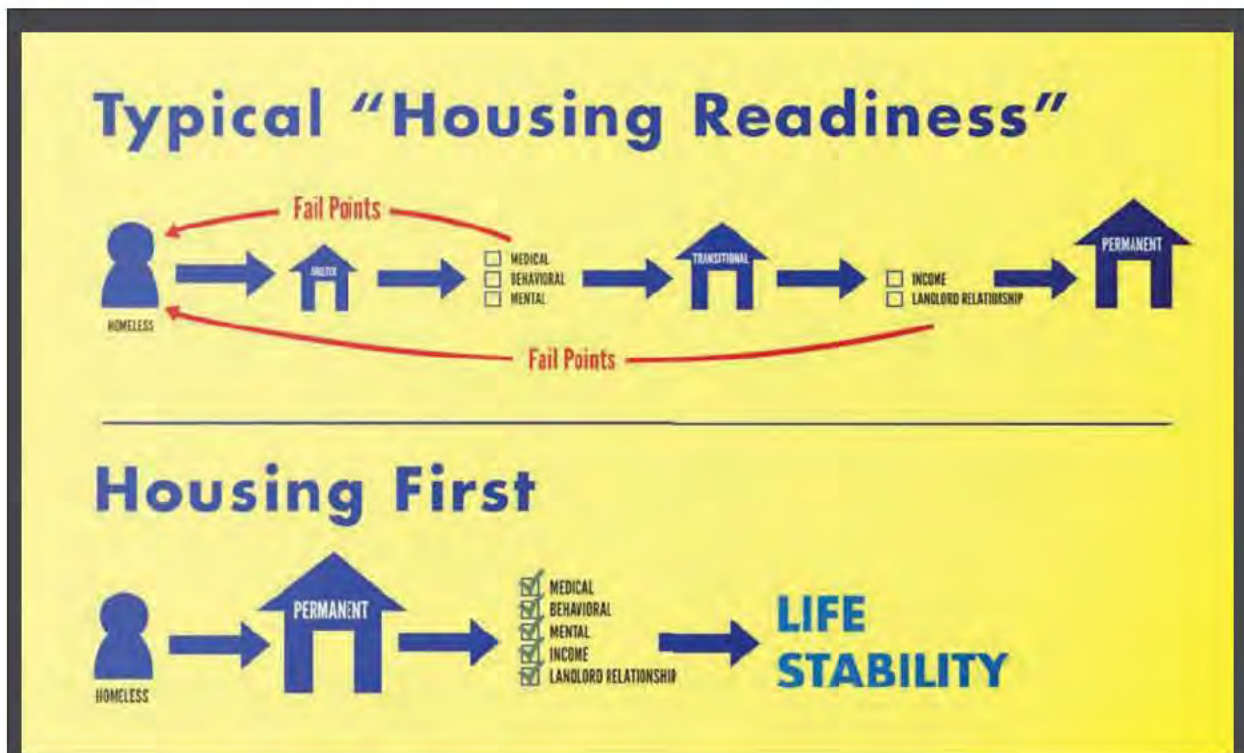 Typical “Housing Readiness”
Fail Points
HOMELESS
SHELTER
MEDICAL
BEHAVIORAL
MENTAL
TRANSITIONAL
INCOME
LANDLORD RELATIONSHIP
PERMANENT
Fail Points
Housing First
HOMELESS
PERMANENT
MEDICAL
BEHAVIORAL
MENTAL
INCOME
LANDLORD RELATIONSHIP
LIFE
STABILITY